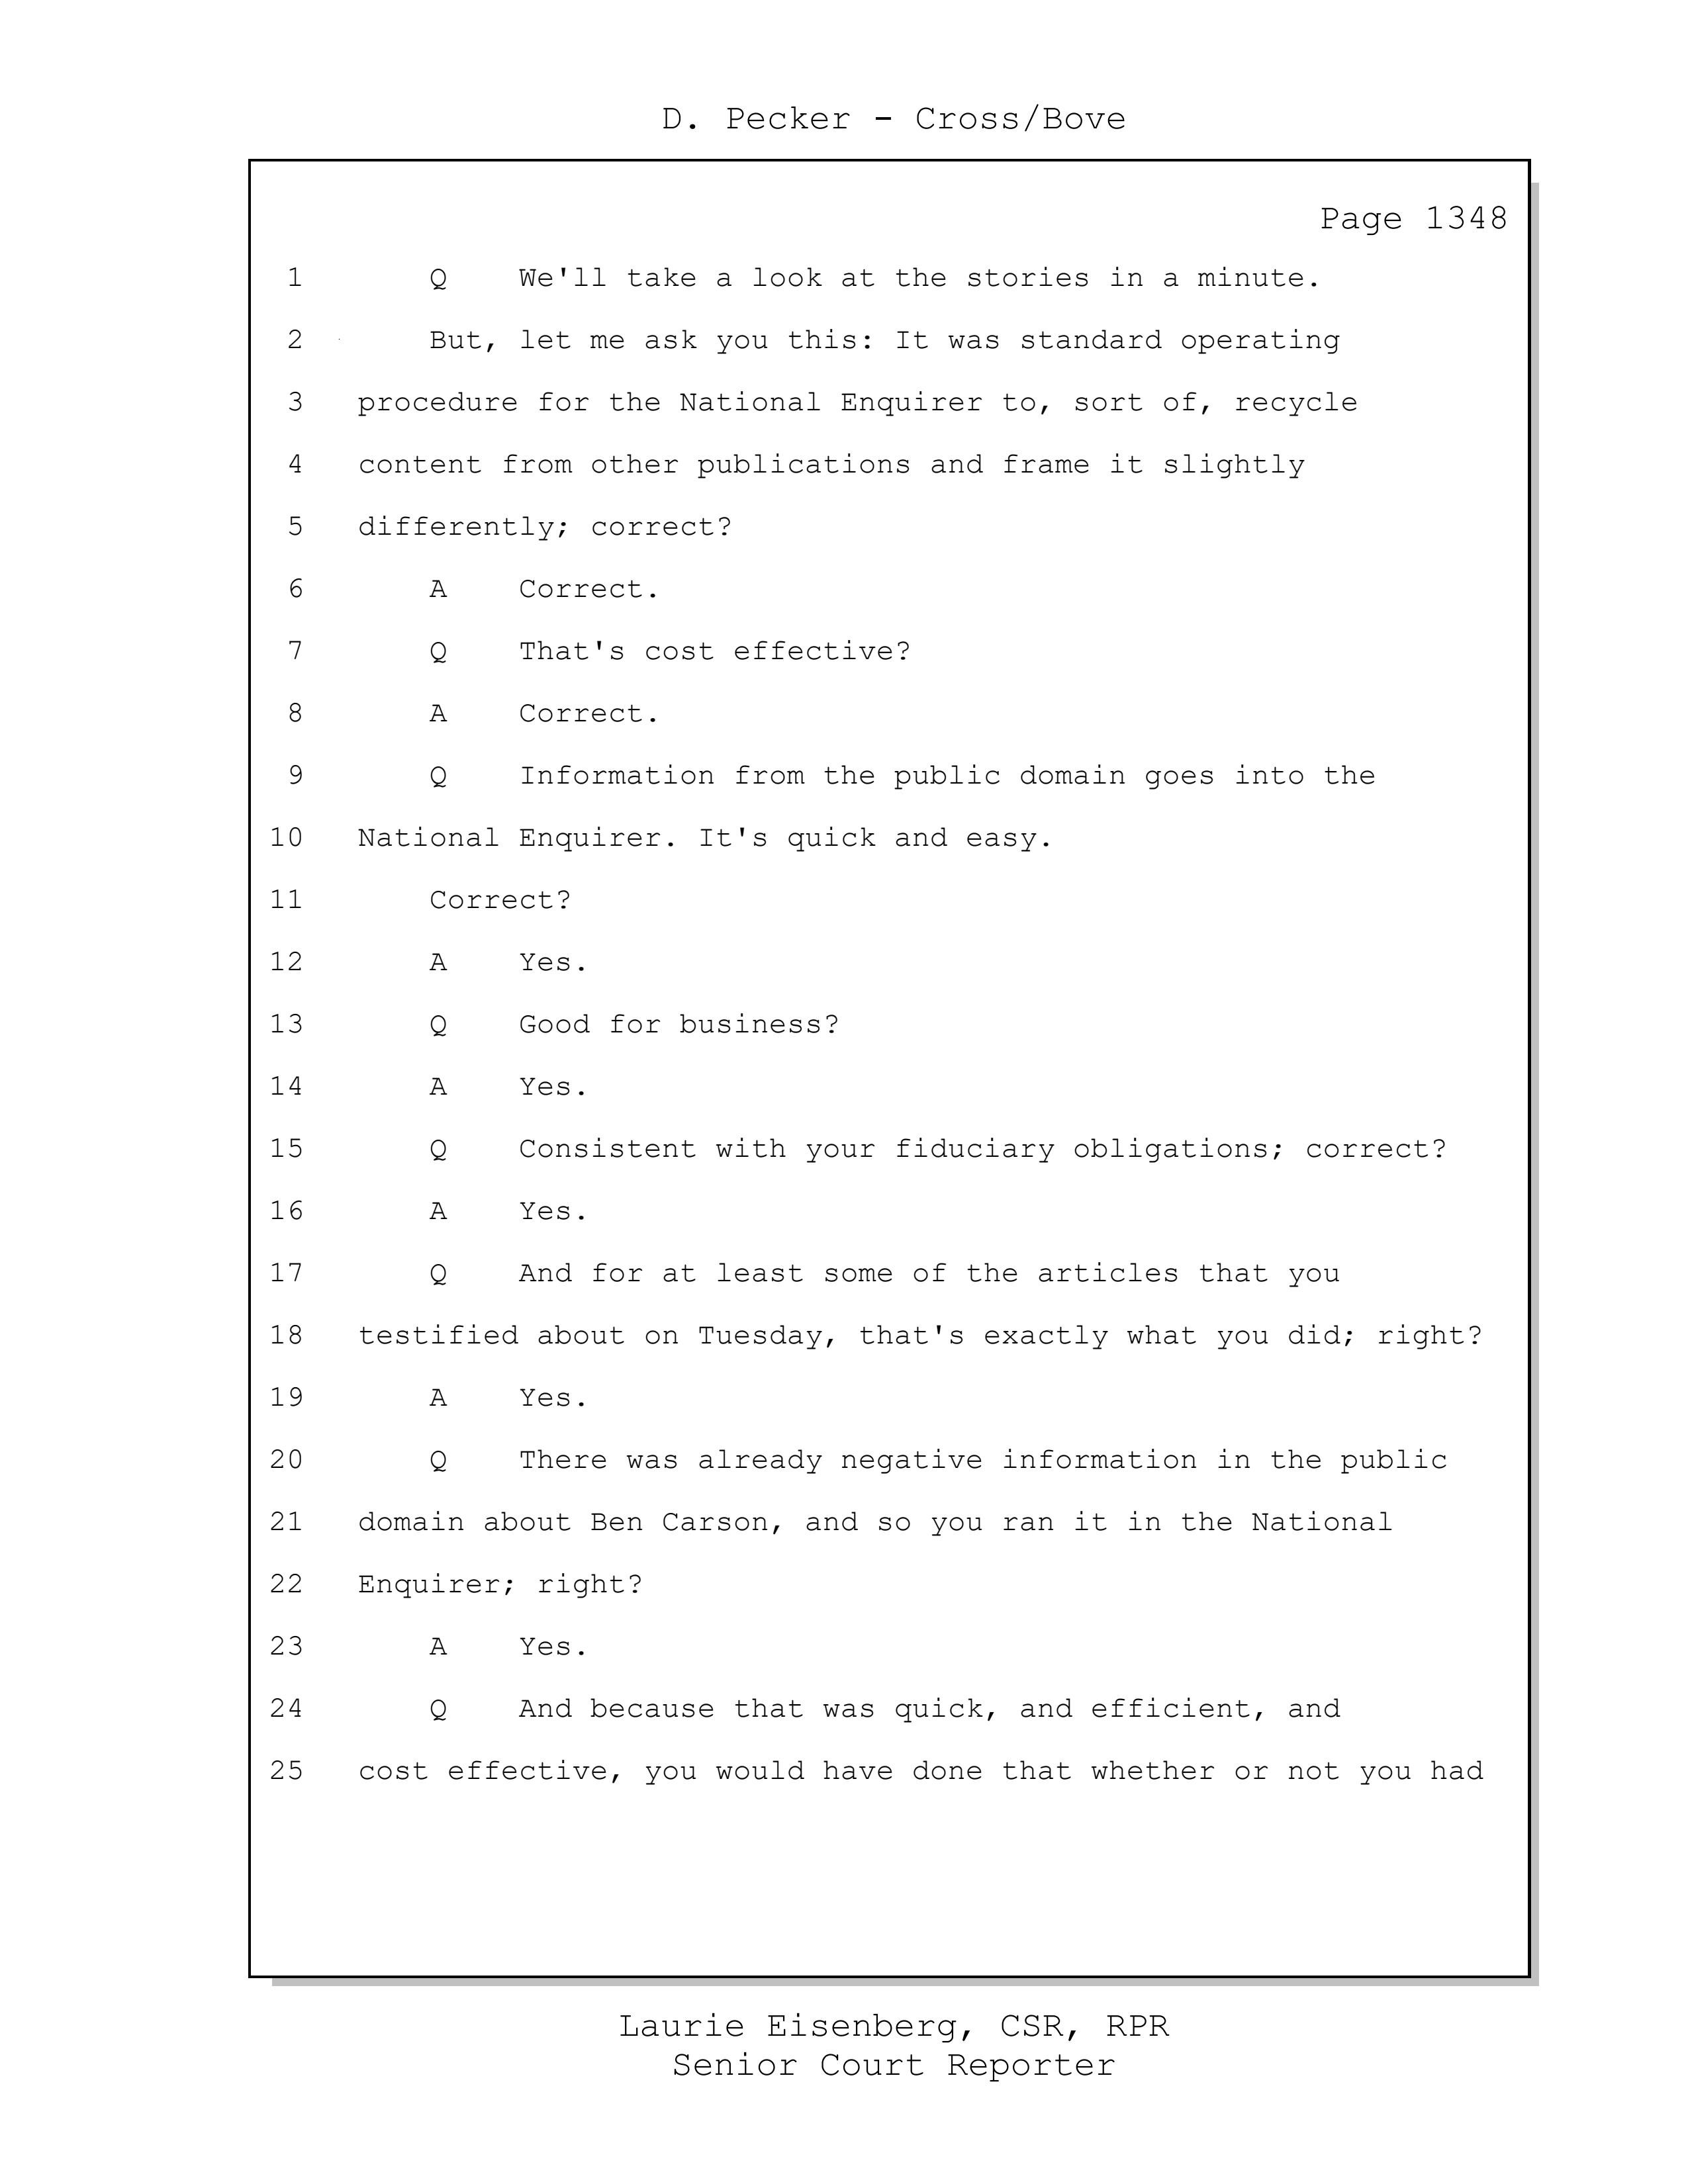 D. Pecker - Cross/Bove
Page 1348
1 Q We'll take a look at the stories in a minute.
2 But, let me ask you this: It was standard operating
3 procedure for the National Enquirer to, sort of, recycle
4 content from other publications and frame it slightly
5 differently; correct?
6 A Correct.
7 Q That's cost effective?
8 A Correct.
9 Q Information from the public domain goes into the
10 National Enquirer. It's quick and easy.
11 Correct?
12 A Yes.
13 Q Good for business?
14 A Yes.
15 Q Consistent with your fiduciary obligations; correct?
16 A Yes.
17 Q And for at least some of the articles that you
18 testified about on Tuesday, that's exactly what you did; right?
19 A Yes.
20 Q There was already negative information in the public
21 domain about Ben Carson, and so you ran it in the National
22 Enquirer; right?
23 A Yes.
24 Q And because that was quick, and efficient, and
25 cost effective, you would have done that whether or not you had
Laurie Eisenberg, CSR, RPR
Senior Court Reporter